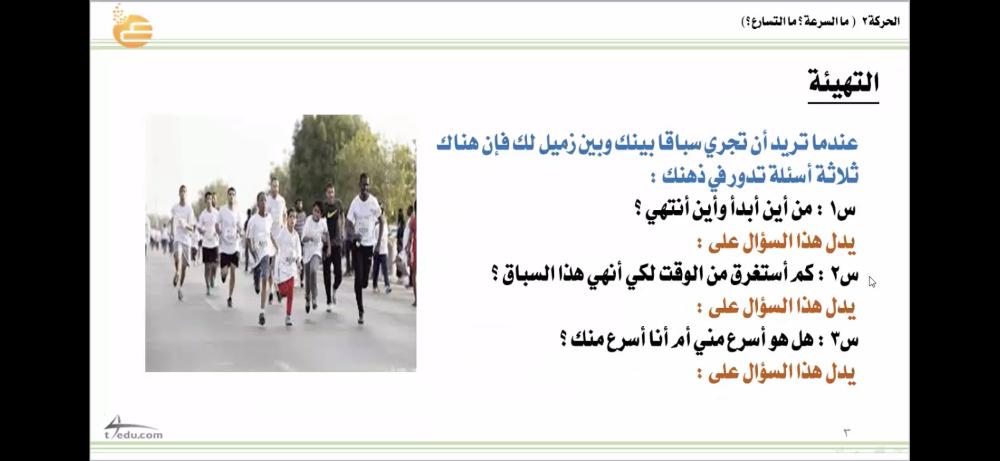 الحركة٢ ( ما السرعة؟ ما التسارع؟)
التهيئة
عندما تريد أن تجري سباقا بينك وبين زميل لك فإن هناك
ثلاثة أسئلة تدور في ذهنك :
س١ : من أين أبدأ وأين أنتهي ؟
يدل هذا السؤال على :
س٢ : كم أستغرق من الوقت لكي أنهي هذا السباق ؟
يدل هذا السؤال على :
س٣ : هل هو أسرع مني أم أنا أسرع منك ؟
يدل هذا السؤال على :
t4edu.com
٣